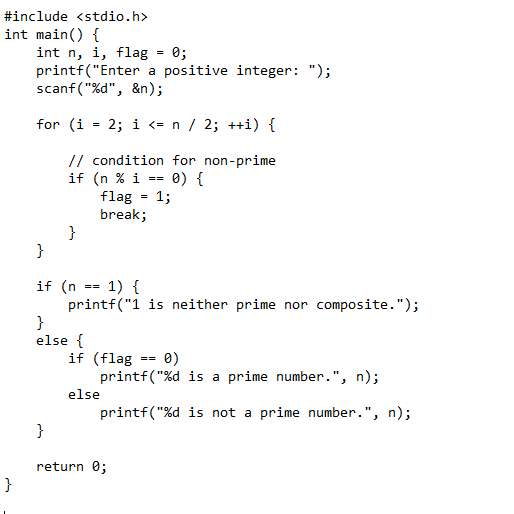 #include <stdio.h>
int main() {
    int n, i, flag = 0;
    printf("Enter a positive integer: ");
    scanf("%d", &n);

    for (i = 2; i <= n / 2; ++i) {

        // condition for non-prime
        if (n % i == 0) {
            flag = 1;
            break;
        }
    }

    if (n == 1) {
        printf("1 is neither prime nor composite.");
    }
    else {
        if (flag == 0)
            printf("%d is a prime number.", n);
        else
            printf("%d is not a prime number.", n);
    }

    return 0;
}